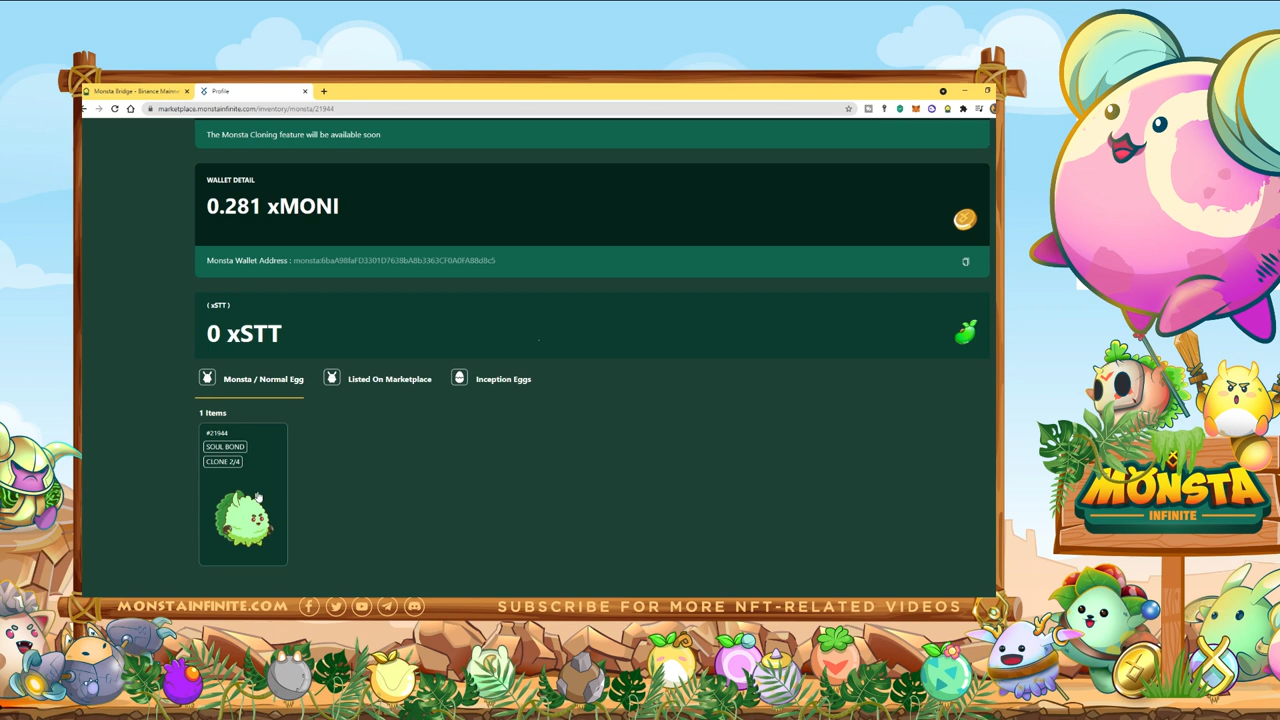 Monsta Bridge - Binance Mainn
Profile
marketplace.monstainfinite.com/inventory/monsta/21944
The Monsta Cloning feature will be available soon
WALLET DETAIL
0.281 xMONI
Monsta Wallet Address : monsta:6baA98faFD3301D7638bA8b3363CF0A0FA88d8c5
( xSTT )
0 xSTT
Monsta / Normal Egg
Listed On Marketplace
Inception Eggs
1 Items
#21944
SOUL BOND
CLONE 2/4
MONSTA
INFINITE
MONSTAINFINITE.COM
SUBSCRIBE FOR MORE NFT-RELATED VIDEOS